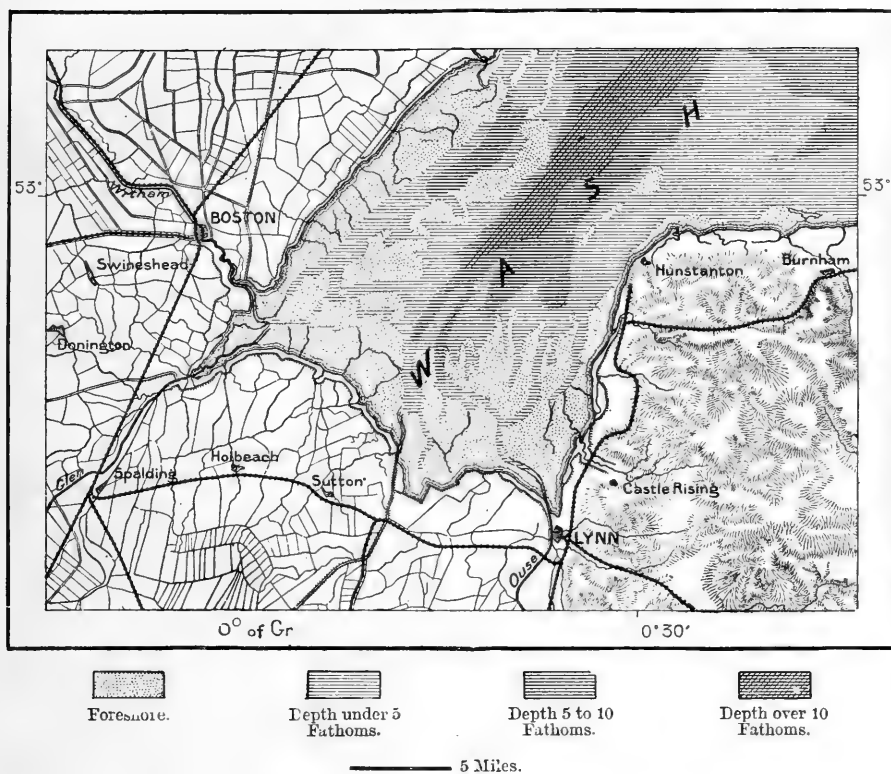 H
53°
S
53°
Witham
BOSTON
A
Swineshead
Hunstanton
Burnham
Donington
W
Glen
Spalding
Holbeach
Sutton
Castle Rising
LYNN
Ouse
0° of Gr
0°30'
Foreshore.
Depth under 5
Fathoms.
Depth 5 to 10
Fathoms.
Depth over 10
Fathoms.
5 Miles.